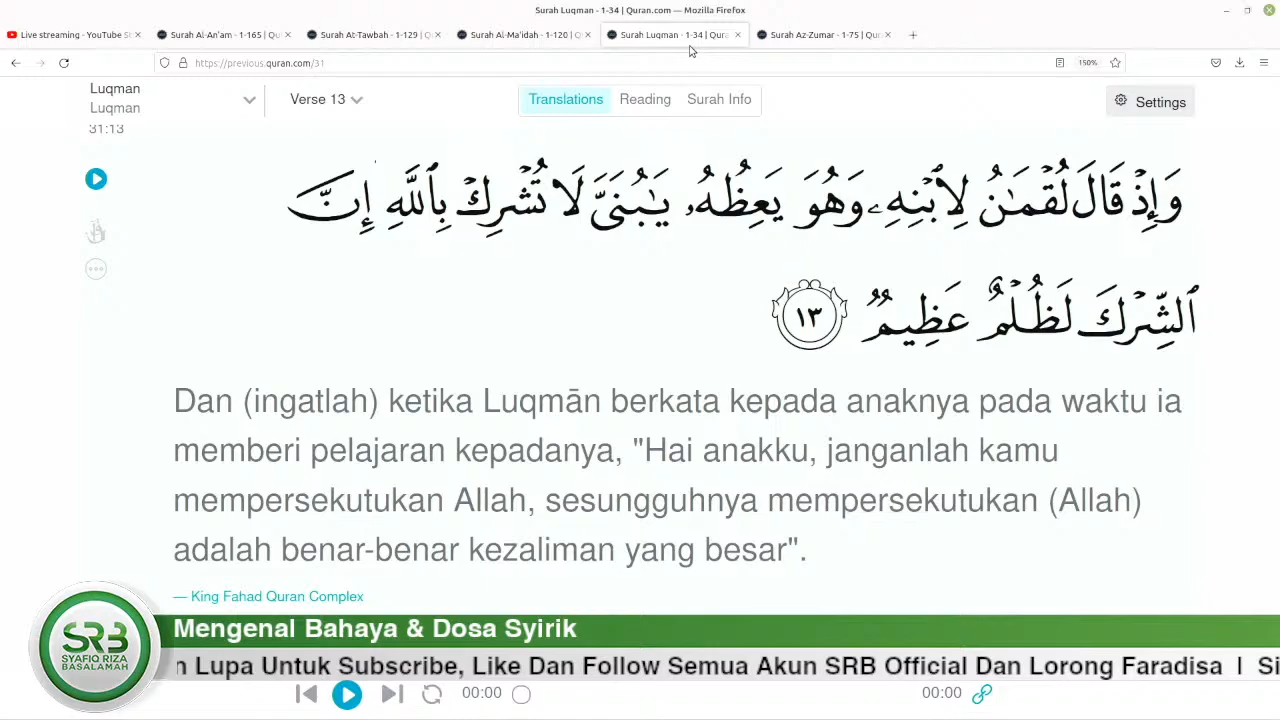 Surah Luqman - 1-34 | Quran.com — Mozilla Firefox
Live streaming - YouTube St
Surah Al-An'am - 1-165 | Qu
Surah At-Tawbah - 1-129 | Q
Surah Al-Ma'idah - 1-120 | Q
Surah Luqman - 1-34 | Qura
Surah Az-Zumar - 1-75 | Qur
https://previous.quran.com/31
150%
Luqman
Luqman
Verse 13
Translations
Reading
Surah Info
Settings
31:13
وَإِذْ قَالَ لُقْمَـٰنُ لِٱبْنِهِۦ وَهُوَ يَعِظُهُۥ يَـٰبُنَىَّ لَا تُشْرِكْ بِٱللَّهِ إِنَّ
ٱلشِّرْكَ لَظُلْمٌ عَظِيمٌ ١٣
Dan (ingatlah) ketika Luqmān berkata kepada anaknya pada waktu ia
memberi pelajaran kepadanya, "Hai anakku, janganlah kamu
mempersekutukan Allah, sesungguhnya mempersekutukan (Allah)
adalah benar-benar kezaliman yang besar".
— King Fahad Quran Complex
SRB
SYAFIQ RIZA
BASALAMAH
Mengenal Bahaya & Dosa Syirik
n Lupa Untuk Subscribe, Like Dan Follow Semua Akun SRB Official Dan Lorong Faradisa I Si
00:00
00:00